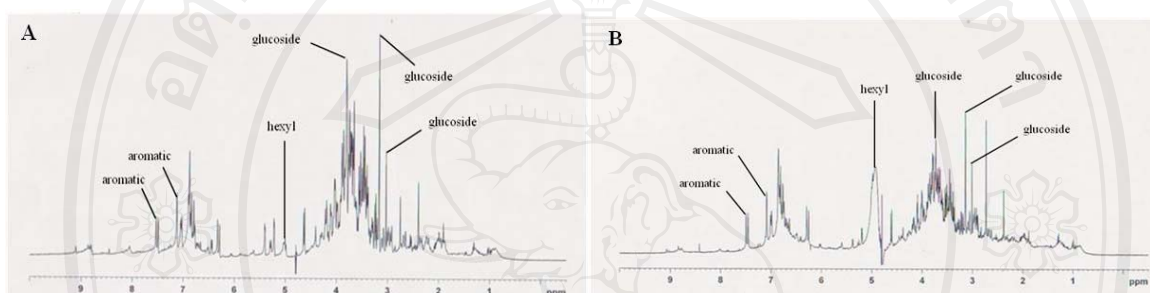 A
glucoside
glucoside
glucoside
hexyl
aromatic
aromatic
9 8 7 6 5 4 3 2 1 ppm
B
hexyl
glucoside
glucoside
glucoside
aromatic
aromatic
9 8 7 6 5 4 3 2 1 ppm